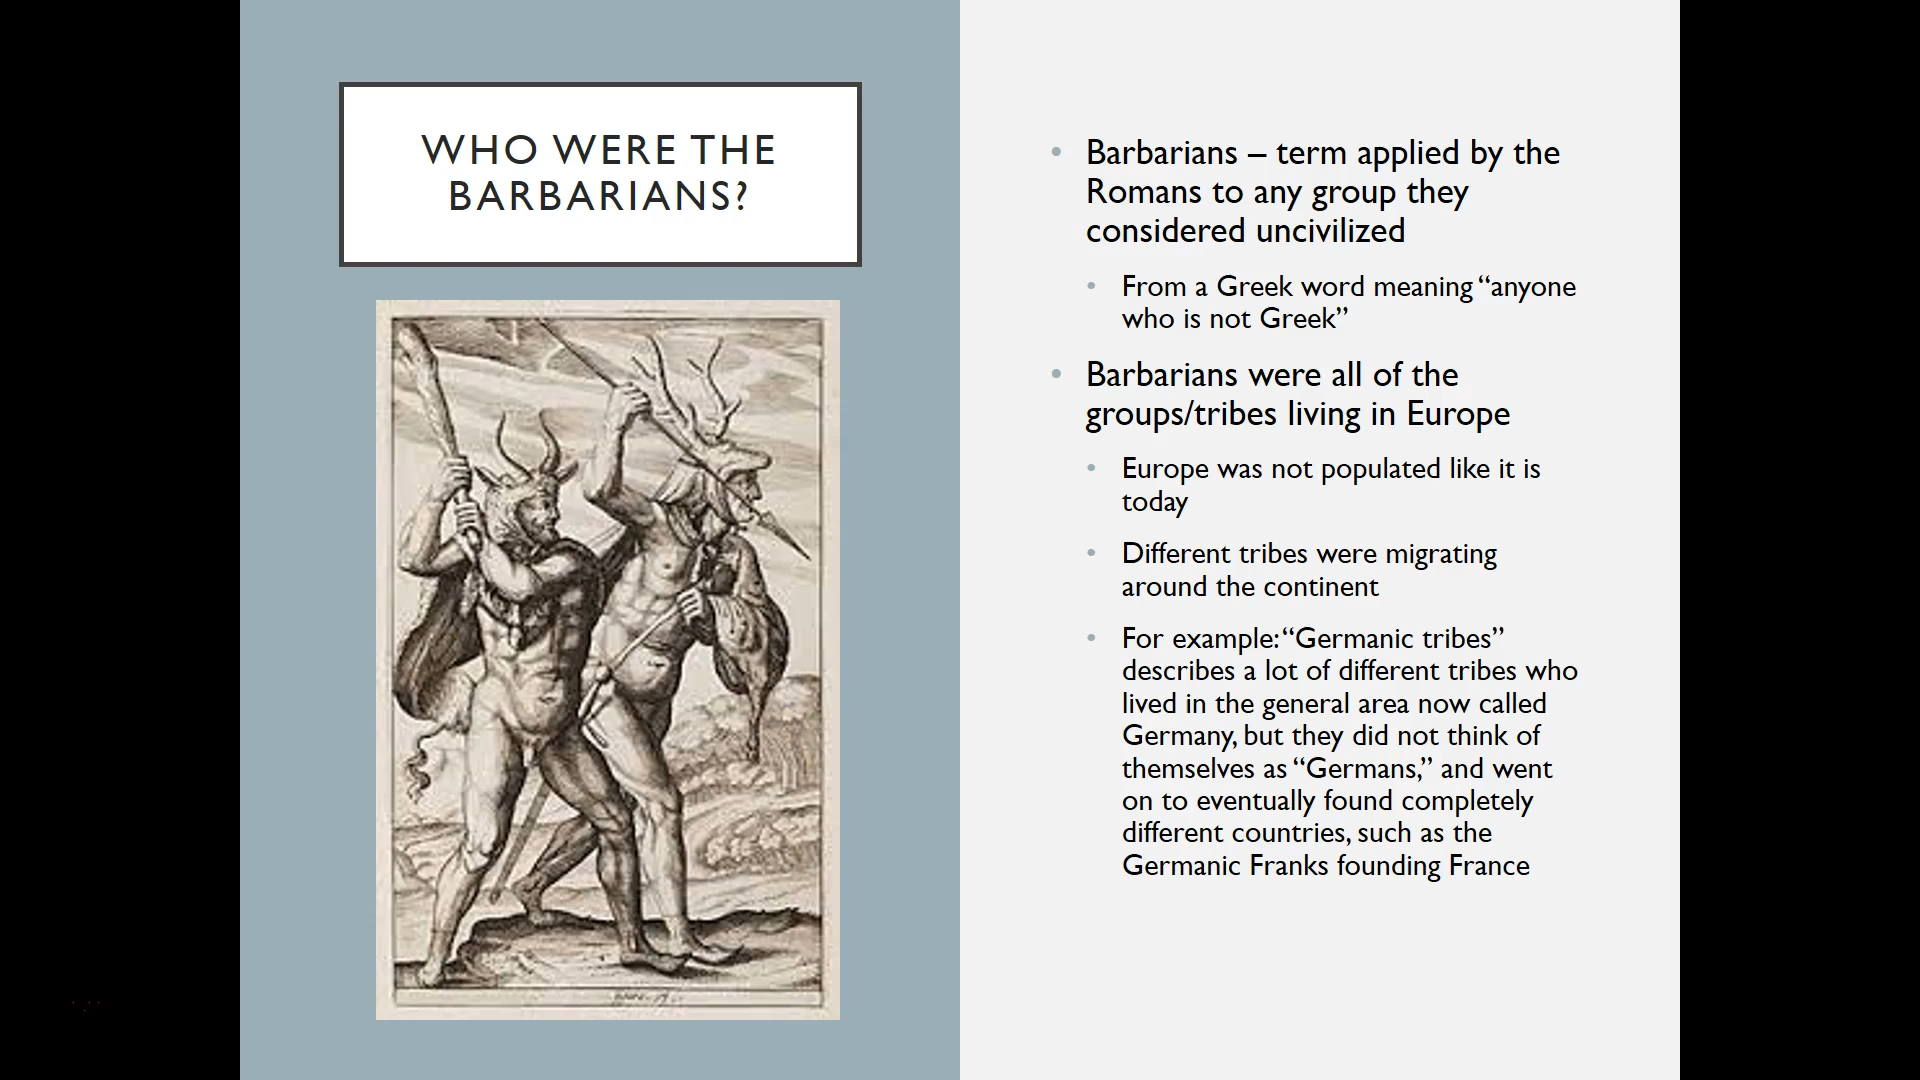 WHO WERE THE
BARBARIANS?
• Barbarians – term applied by the
Romans to any group they
considered uncivilized
• From a Greek word meaning “anyone
who is not Greek”
• Barbarians were all of the
groups/tribes living in Europe
• Europe was not populated like it is
today
• Different tribes were migrating
around the continent
• For example: “Germanic tribes”
describes a lot of different tribes who
lived in the general area now called
Germany, but they did not think of
themselves as “Germans,” and went
on to eventually found completely
different countries, such as the
Germanic Franks founding France